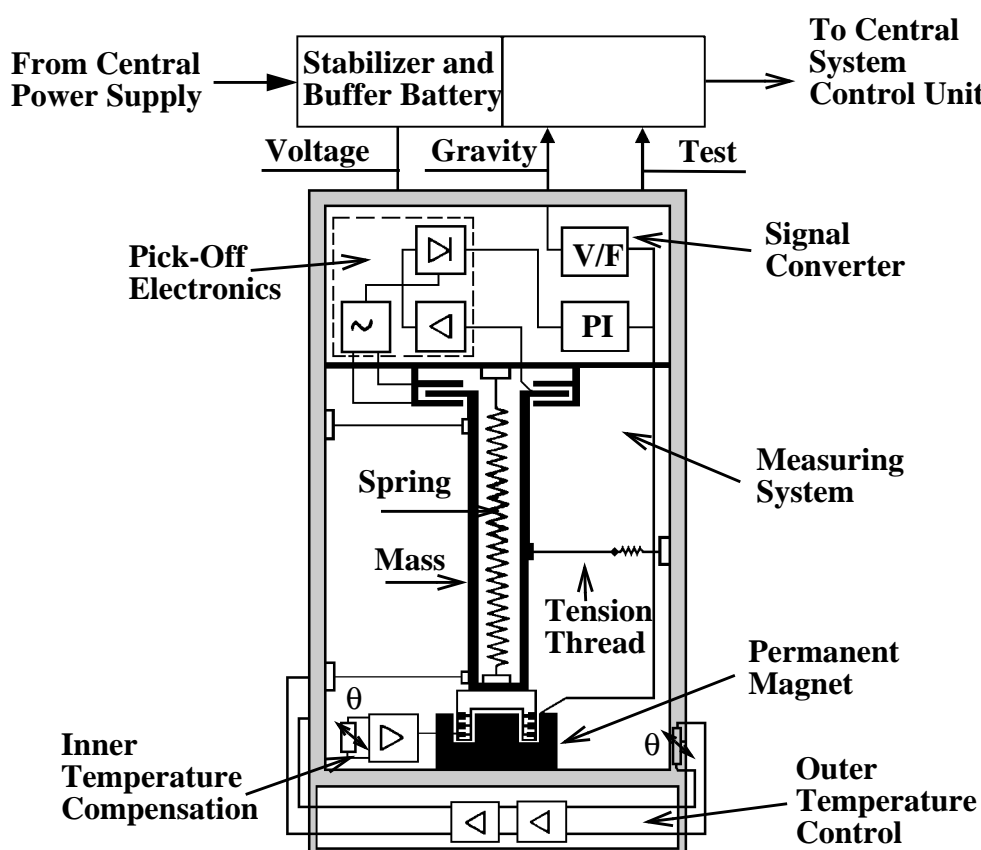 From Central
Power Supply
Stabilizer and
Buffer Battery
To Central
System
Control Unit
Voltage
Gravity
Test
Pick-Off
Electronics
V/F
PI
~
Signal
Converter
Spring
Mass
Measuring
System
Tension
Thread
Permanent
Magnet
θ
θ
Inner
Temperature
Compensation
Outer
Temperature
Control